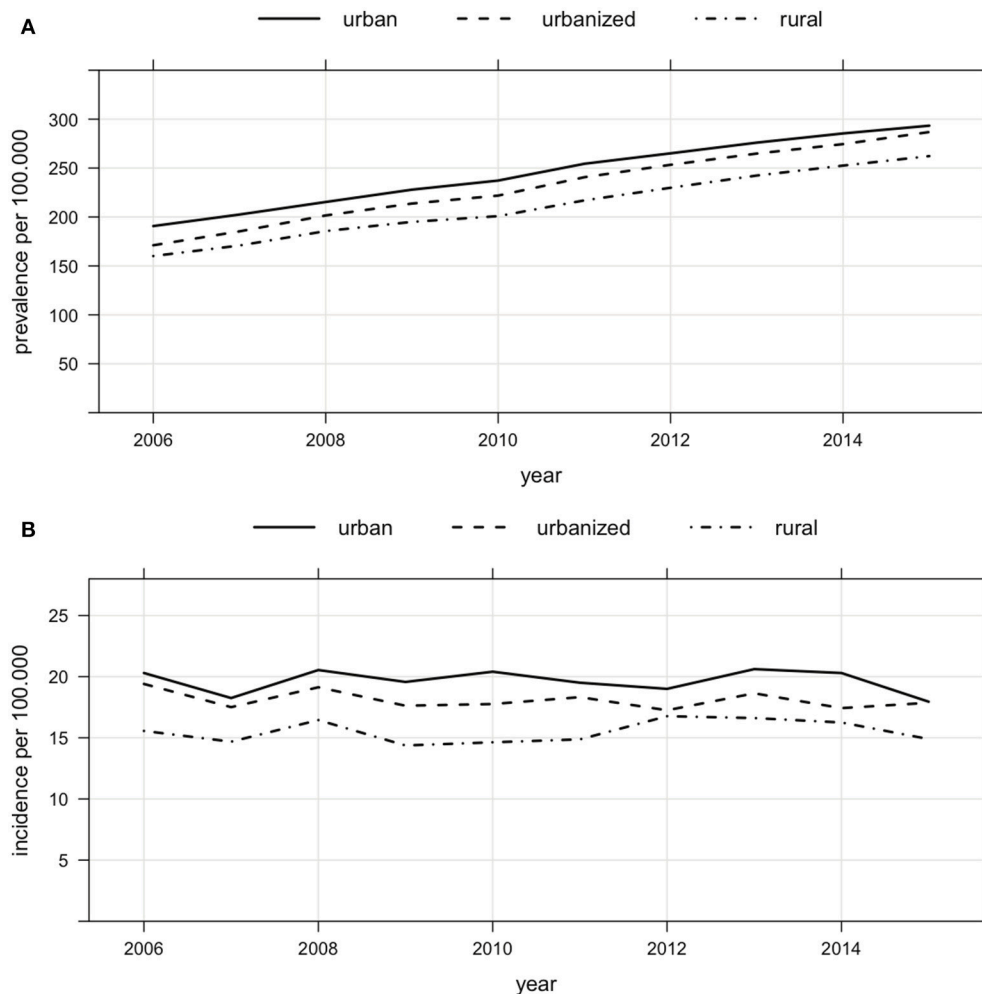 A
urban urbanized rural
300
250
200
150
100
50
prevalence per 100.000
2006 2008 2010 2012 2014
year
B
urban urbanized rural
25
20
15
10
5
incidence per 100.000
2006 2008 2010 2012 2014
year